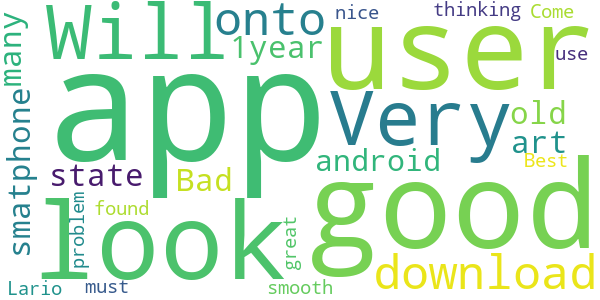 many
Will
onto
nice
thinking
Come
1year
user
use
app
Very
old
smatphone
art
android
Best
state
Bad
good
problem
found
look
great
download
Lario
must
smooth